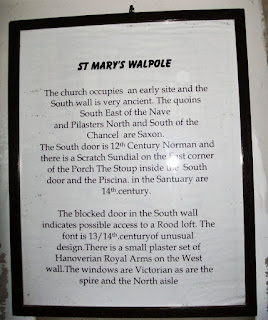 ST MARY'S WALPOLE
The church occupies an early site and the
South wall is very ancient. The quoins
South East of the Nave
and Pilasters North and South of the
Chancel are Saxon.
The South door is 12th Century Norman and
there is a Scratch Sundial on the East corner
of the Porch The Stoup inside the South
door and the Piscina. in the Santuary are
14th.century.
The blocked door in the South wall
indicates possible access to a Rood loft. The
font is 13/14th.centuryof unusual
design.There is a small plaster set of
Hanoverian Royal Arms on the West
wall.The windows are Victorian as are the
spire and the North aisle